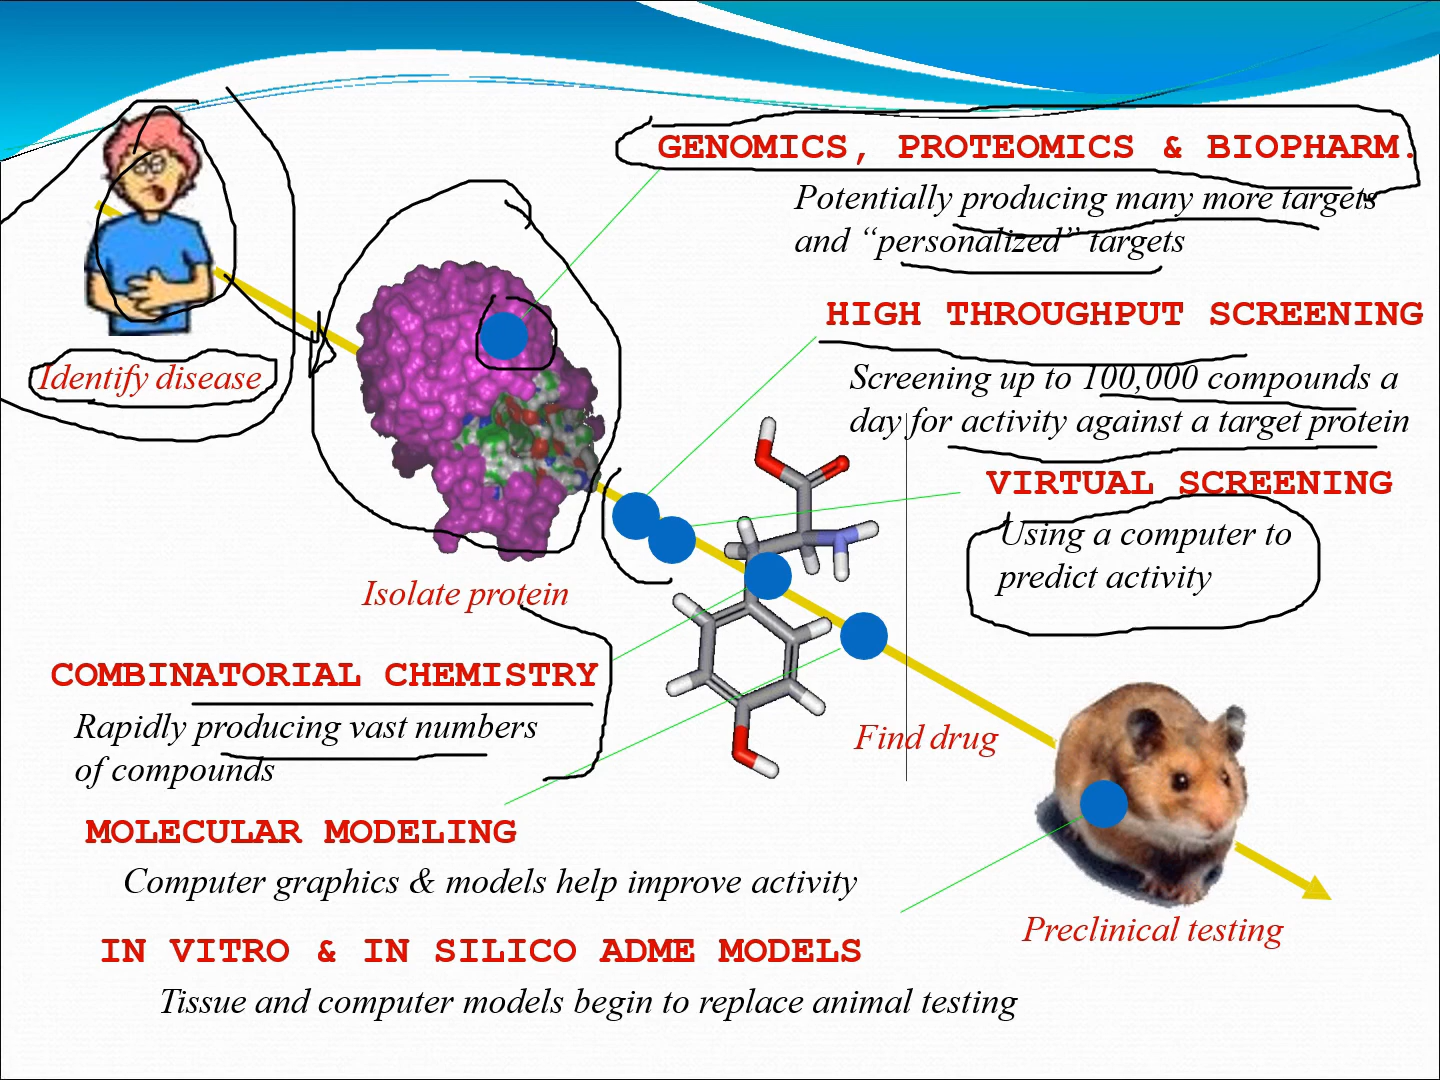 GENOMICS, PROTEOMICS & BIOPHARM.
Potentially producing many more targets
and “personalized” targets
HIGH THROUGHPUT SCREENING
Identify disease
Screening up to 100,000 compounds a
day for activity against a target protein
VIRTUAL SCREENING
Using a computer to
predict activity
Isolate protein
COMBINATORIAL CHEMISTRY
Rapidly producing vast numbers
of compounds
Find drug
MOLECULAR MODELING
Computer graphics & models help improve activity
Preclinical testing
IN VITRO & IN SILICO ADME MODELS
Tissue and computer models begin to replace animal testing